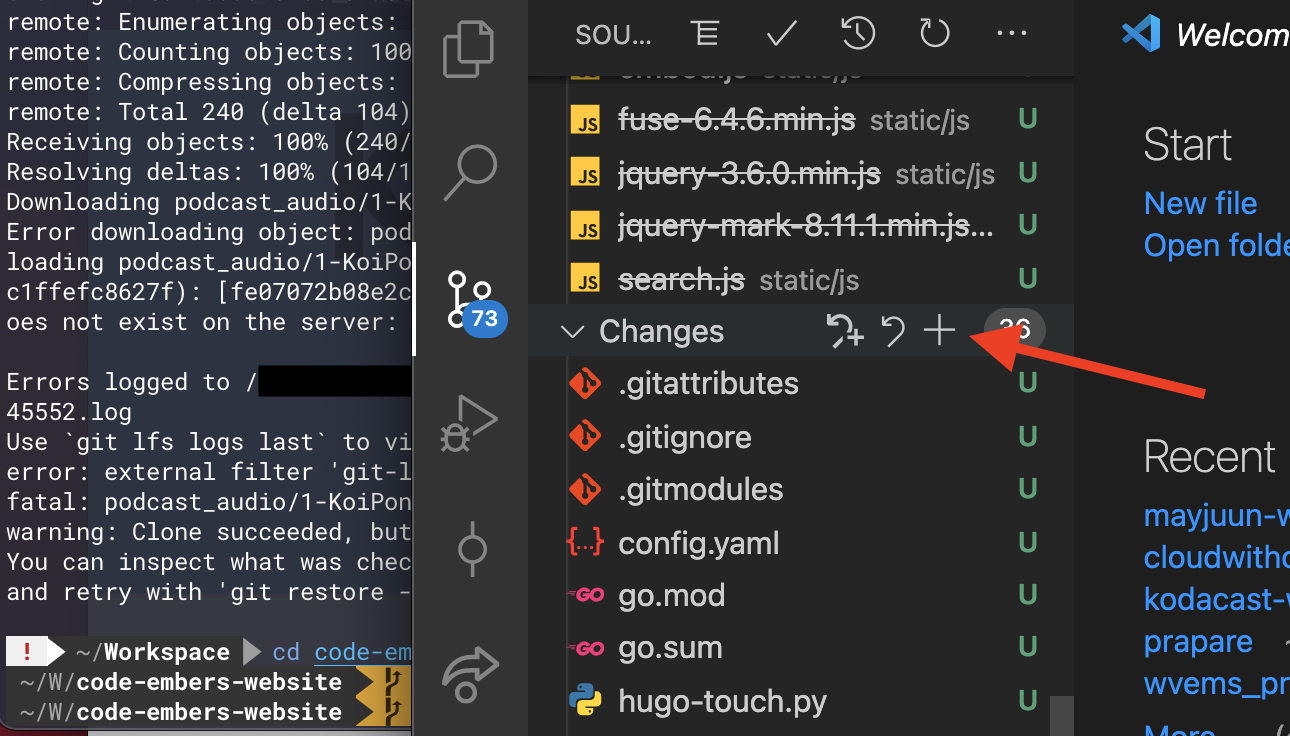 remote: Enumerating objects:
remote: Counting objects: 100
remote: Compressing objects:
remote: Total 240 (delta 104)
Receiving objects: 100% (240/
Resolving deltas: 100% (104/1
Downloading podcast_audio/1-K
Error downloading object: pod
loading podcast_audio/1-KoiPo
c1ffefc8627f): [fe07072b08e2c
oes not exist on the server:
Errors logged to /
45552.log
Use `git lfs logs last` to vi
error: external filter 'git-l
fatal: podcast_audio/1-KoiPon
warning: Clone succeeded, but
You can inspect what was chec
and retry with 'git restore -
! ~/Workspace cd code-em
~/W/code-embers-website
~/W/code-embers-website
73
SOU...
JS fuse-6.4.6.min.js static/js U
JS jquery-3.6.0.min.js static/js U
JS jquery-mark-8.11.1.min.js... U
JS search.js static/js U
Changes 36
.gitattributes U
.gitignore U
.gitmodules U
{...} config.yaml U
GO go.mod U
GO go.sum U
hugo-touch.py U
Welcom
Start
New file
Open folde
Recent
mayjuun-w
cloudwitho
kodacast-w
prapare ~
wvems_pr
More...